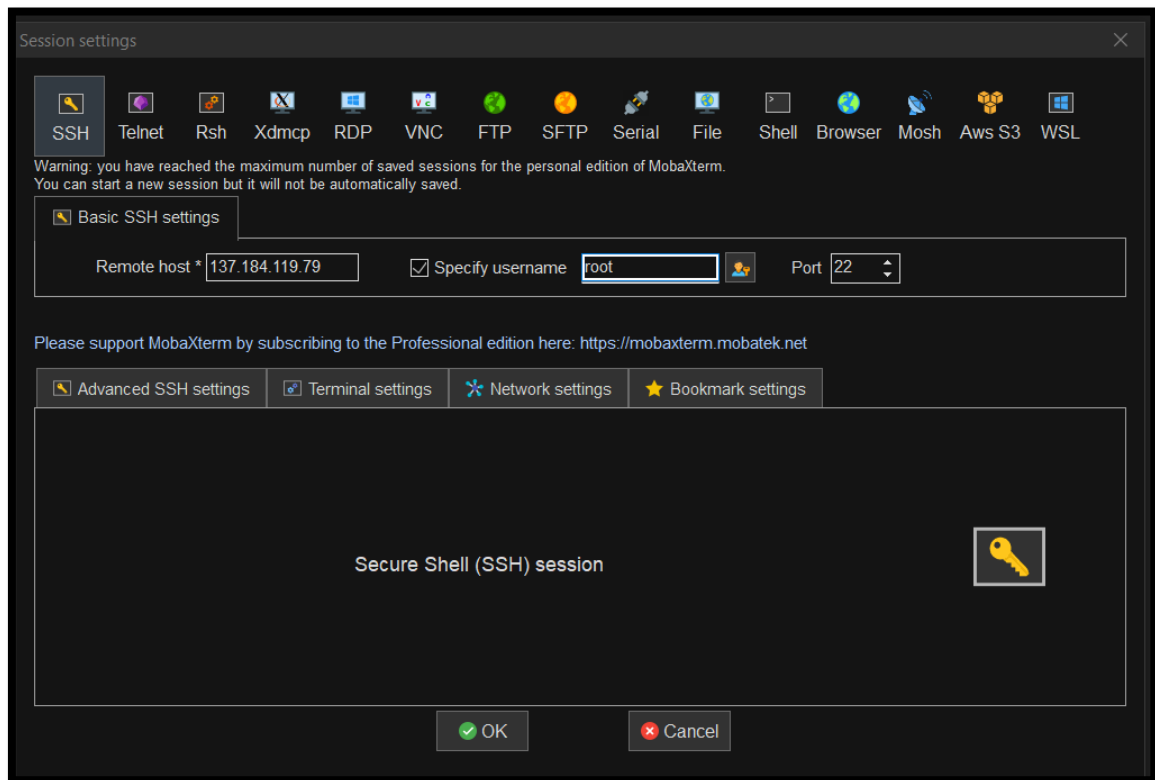 Session settings
SSH Telnet Rsh Xdmcp RDP VNC FTP SFTP Serial File Shell Browser Mosh Aws S3 WSL
Warning: you have reached the maximum number of saved sessions for the personal edition of MobaXterm.
You can start a new session but it will not be automatically saved.
Basic SSH settings
Remote host * 137.184.119.79 Specify username root Port 22
Please support MobaXterm by subscribing to the Professional edition here: https://mobaxterm.mobatek.net
Advanced SSH settings Terminal settings Network settings Bookmark settings
Secure Shell (SSH) session
OK Cancel